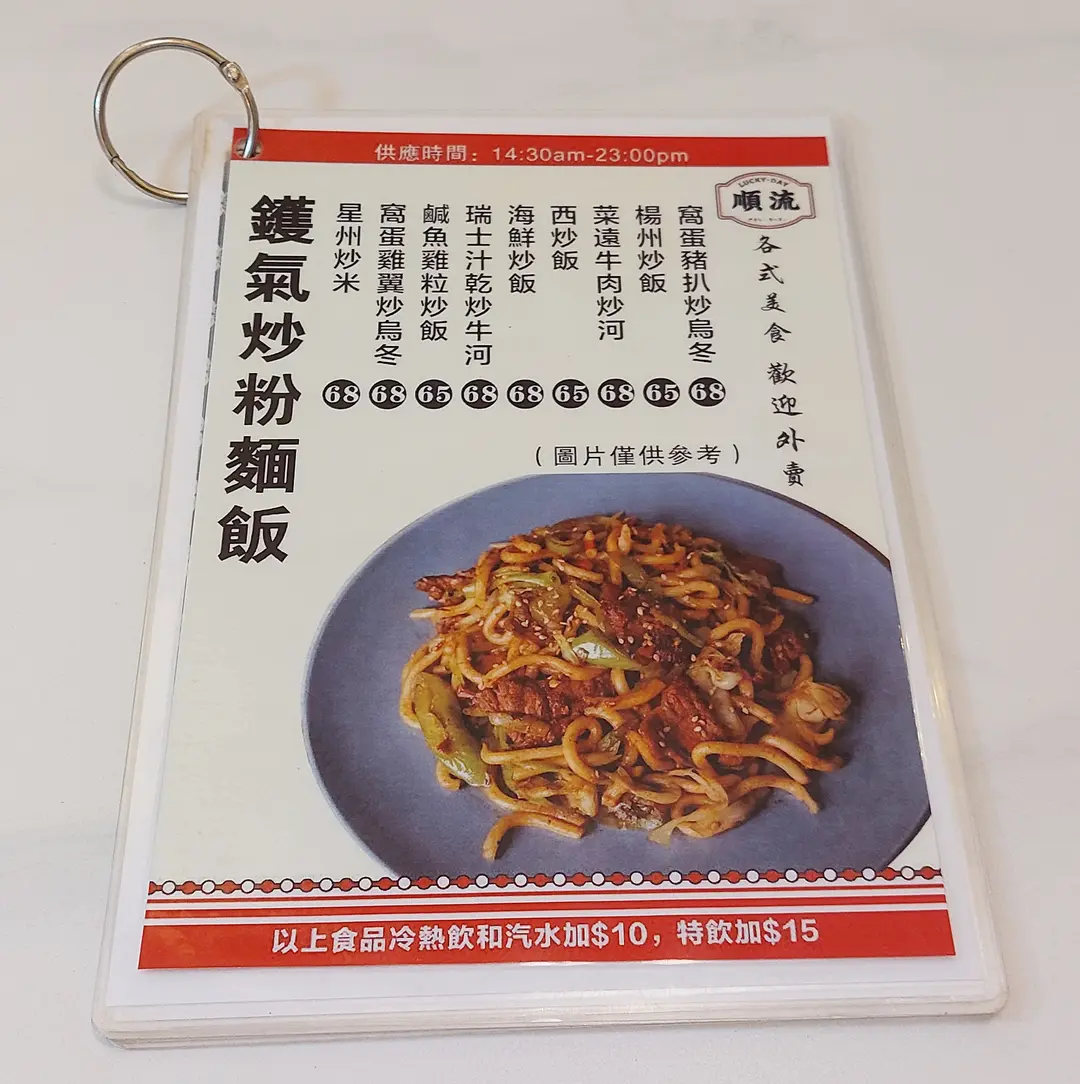 供應時間：14:30am-23:00pm
LUCKY-DAY
順流
各式美食 歡迎外賣
鑊氣炒粉麵飯
星州炒米 68
窩蛋雞翼炒烏冬 68
鹹魚雞粒炒飯 65
瑞士汁乾炒牛河 68
海鮮炒飯 68
西炒飯 65
菜遠牛肉炒河 68
楊州炒飯 65
窩蛋豬扒炒烏冬 68
(圖片僅供參考)
以上食品冷熱飲和汽水加$10，特飲加$15